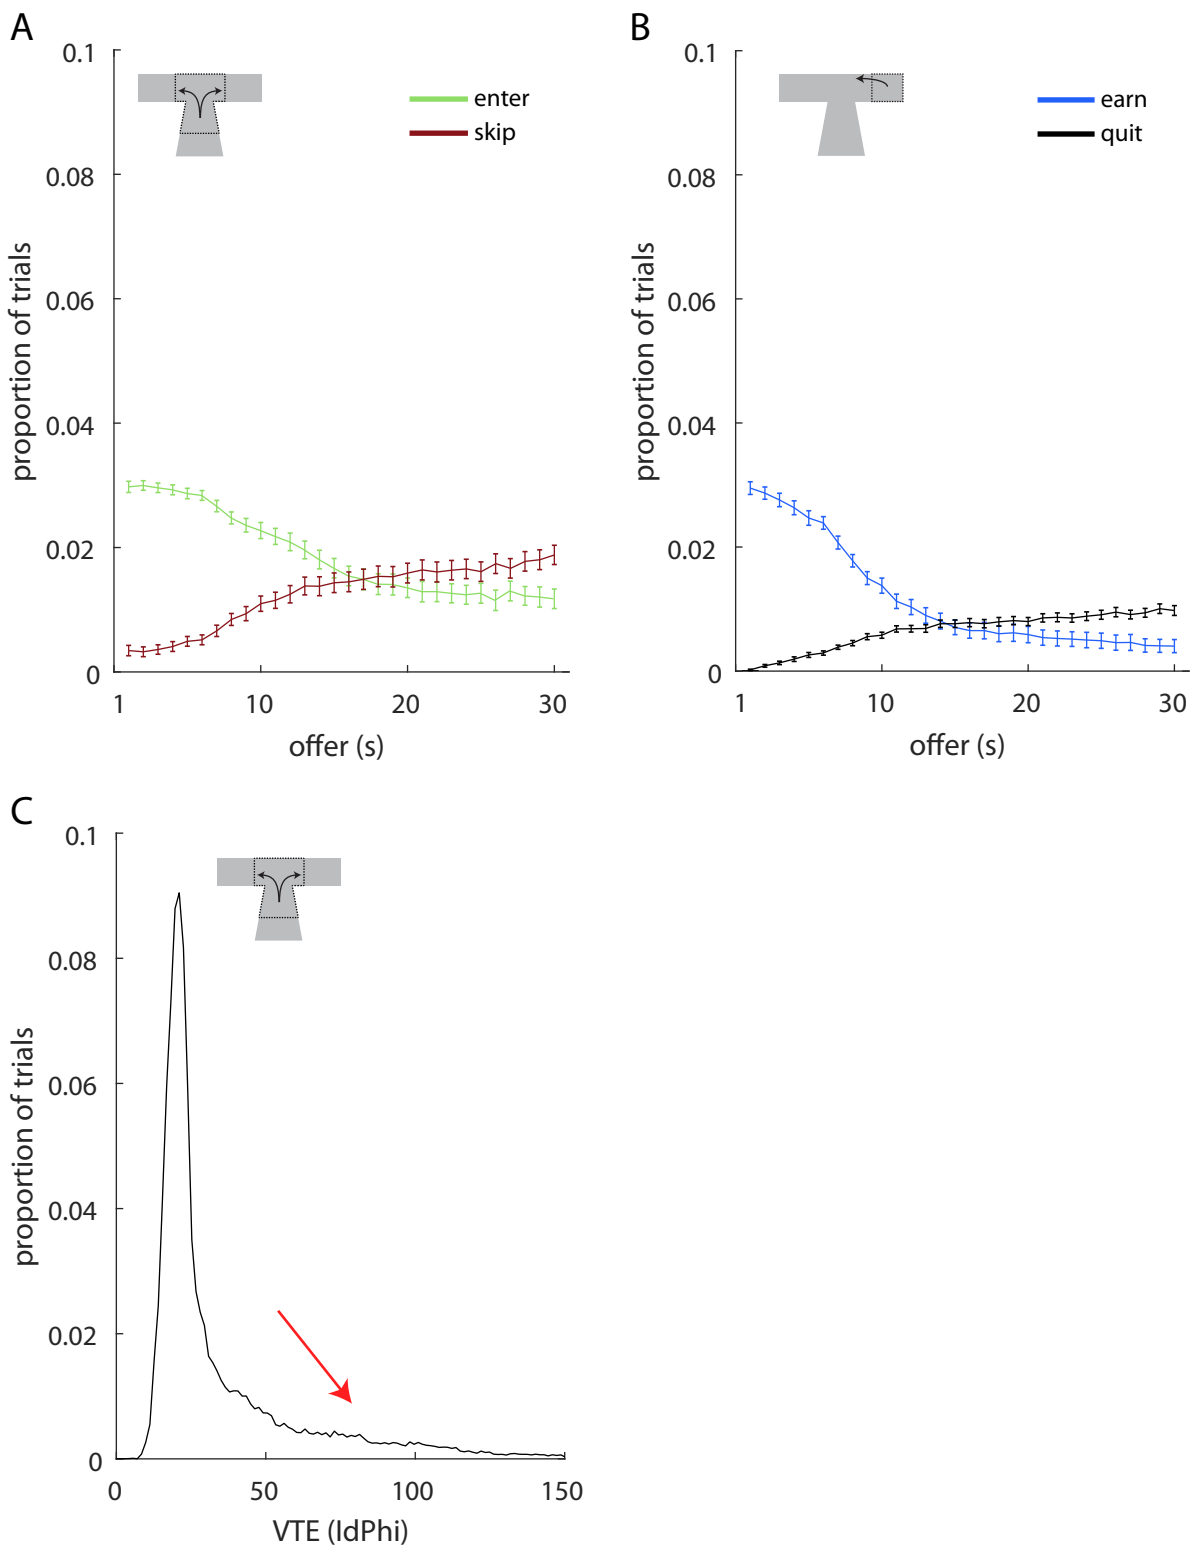 A
0.1
0.08
0.06
0.04
0.02
0
proportion of trials
enter
skip
1 10 20 30
offer (s)
B
0.1
0.08
0.06
0.04
0.02
0
proportion of trials
earn
quit
1 10 20 30
offer (s)
C
0.1
0.08
0.06
0.04
0.02
0
proportion of trials
0 50 100 150
VTE (IdPhi)